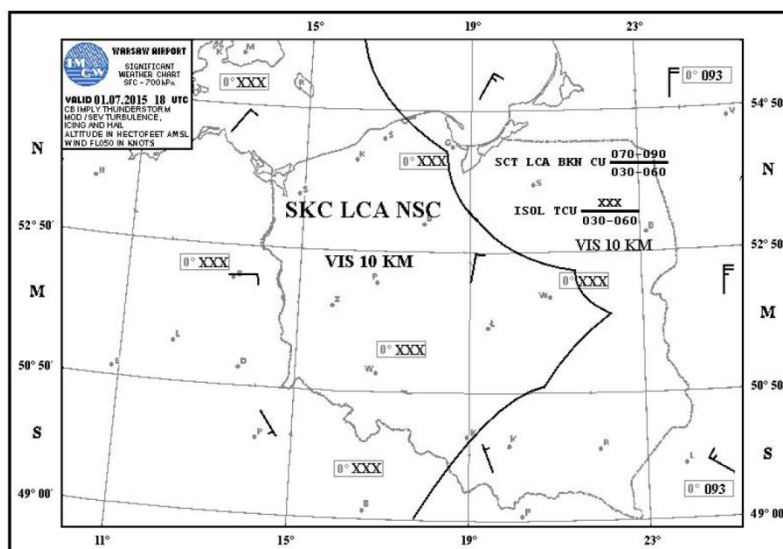 15°
19°
23°
IMGW
WARSAW AIRPORT
SIGNIFICANT
WEATHER CHART
SFC - 700 hPa
VALID 01.07.2015 18 UTC
CB IMPLY THUNDERSTORM
MOD / SEV TURBULENCE,
ICING AND HAIL
ALTITUDE IN HECTOFEET AMSL
WIND FL050 IN KNOTS
K
M
R
0° XXX
0° 093
54° 50'
V
N
N
H
S
K
G
S
0° XXX
SCT LCA BKN CU 070-090
030-060
S
SKC LCA NSC
ISOL TCU XXX
030-060
52° 50'
B
B
52° 50'
VIS 10 KM
VIS 10 KM
0° XXX
P
0° XXX
M
Z
W
M
L
Ł
0° XXX
E
D
W
50° 50'
50° 50'
P
K
K
R
L
S
S
0° XXX
0° 093
49° 00'
B
P
49° 00'
11°
15°
19°
23°